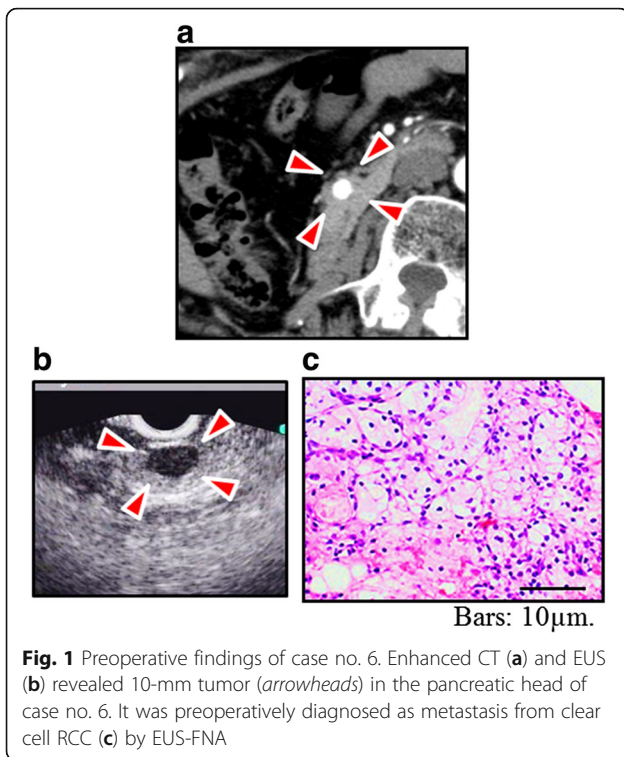 a
b
c
Bars: 10µm.
Fig. 1 Preoperative findings of case no. 6. Enhanced CT (a) and EUS
(b) revealed 10-mm tumor (arrowheads) in the pancreatic head of
case no. 6. It was preoperatively diagnosed as metastasis from clear
cell RCC (c) by EUS-FNA